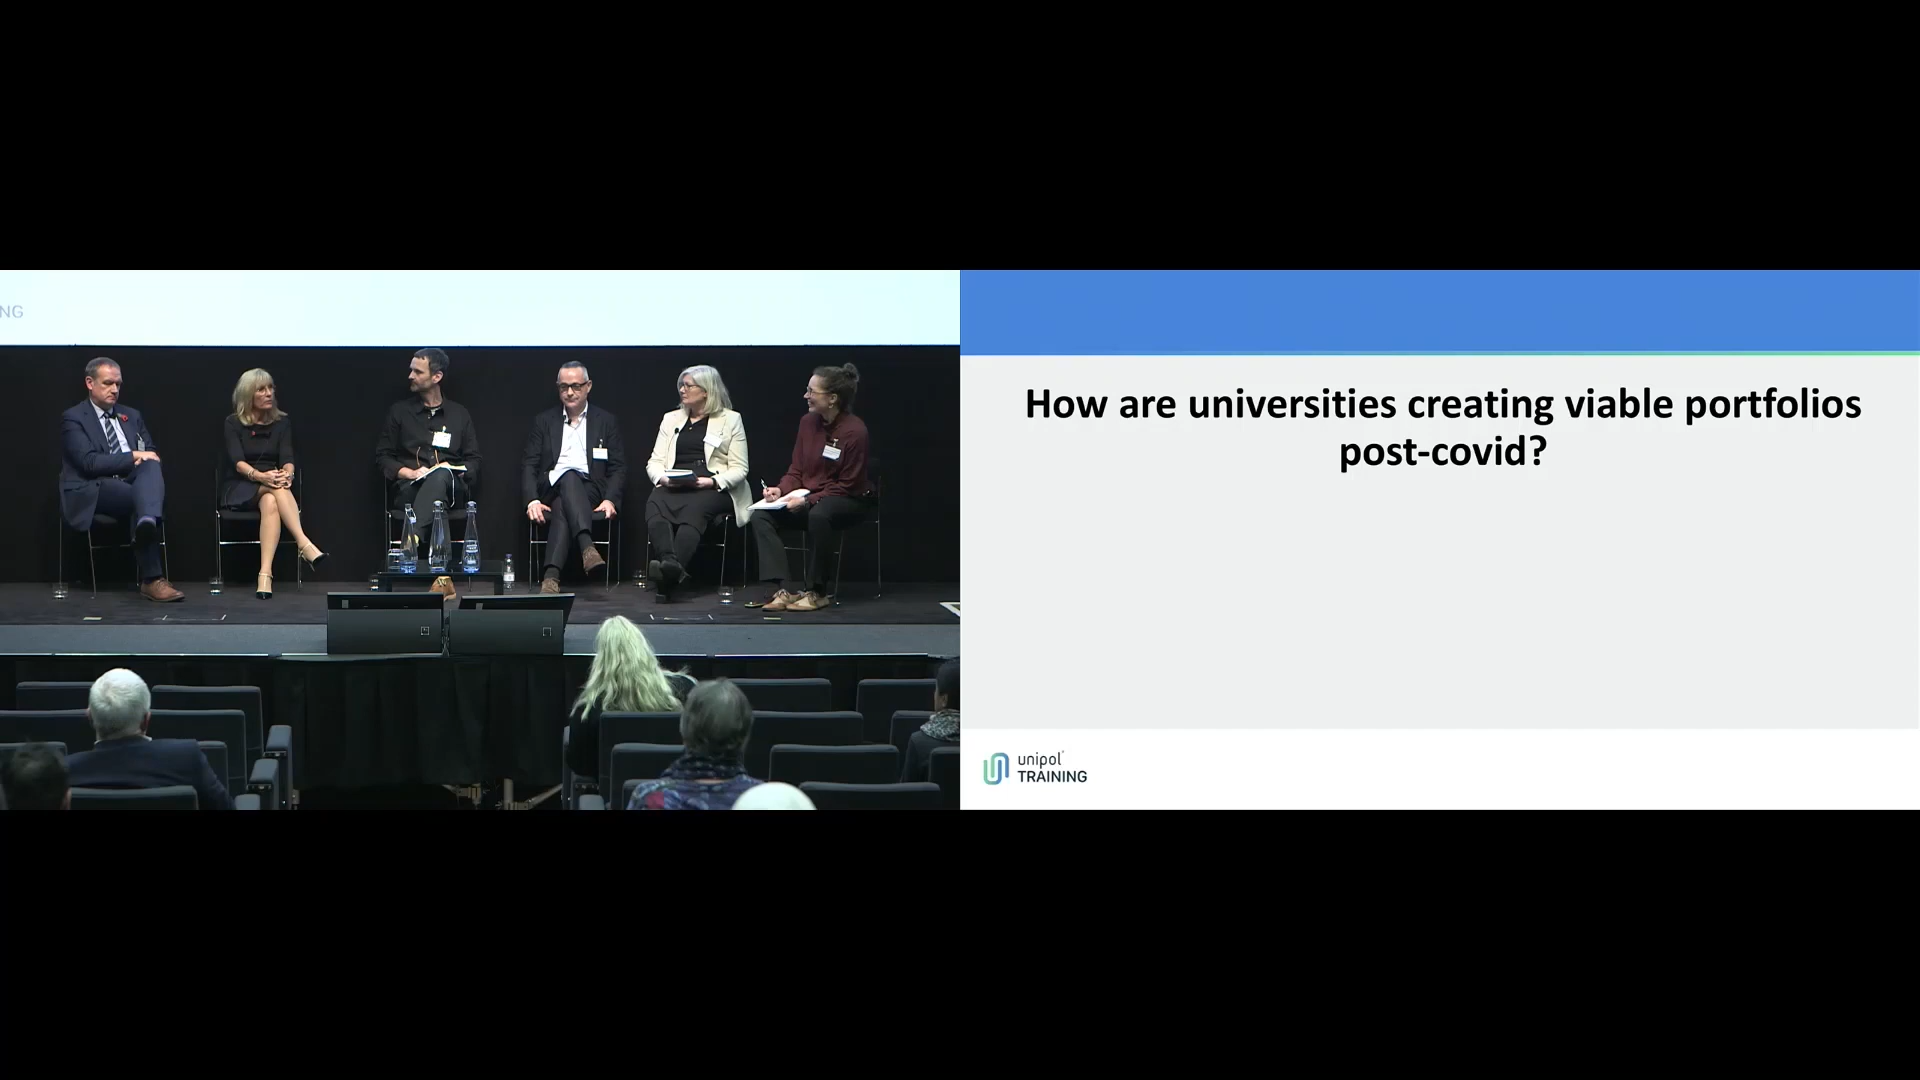 NG
How are universities creating viable portfolios
post-covid?
unipol
TRAINING